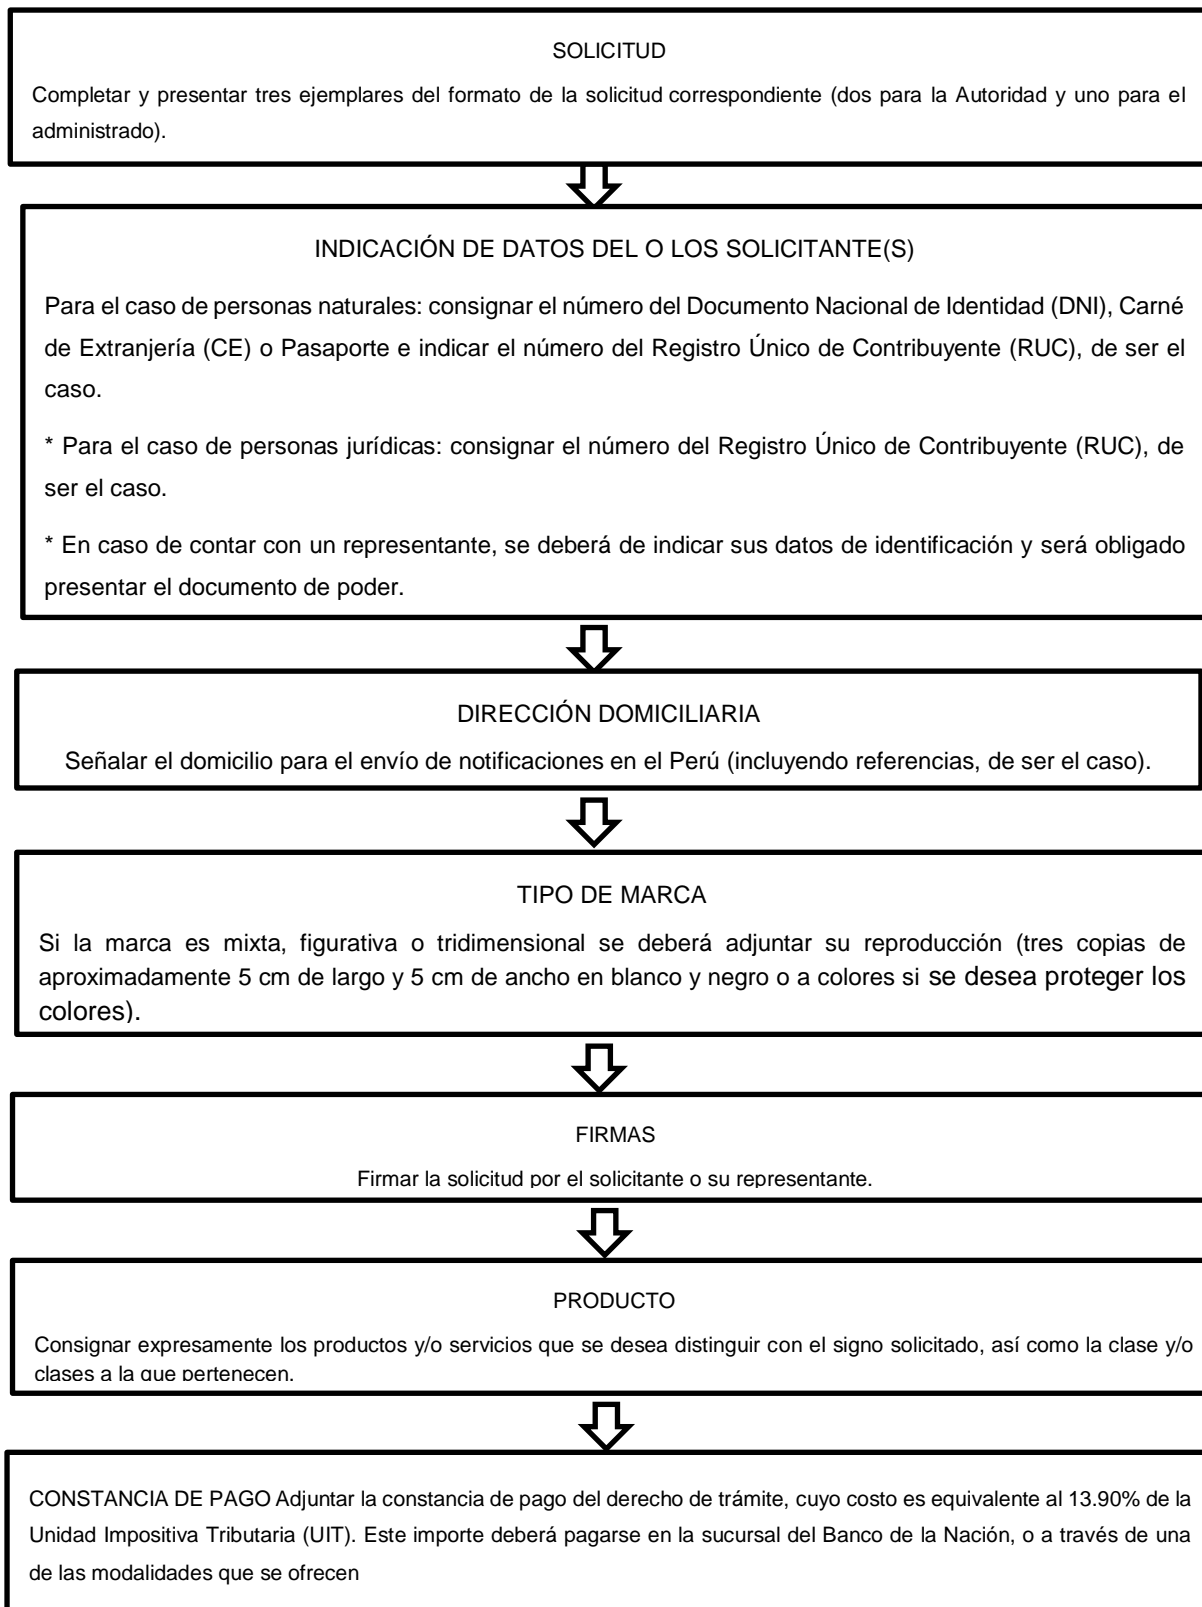 SOLICITUD
Completar y presentar tres ejemplares del formato de la solicitud correspondiente (dos para la Autoridad y uno para el
administrado).
INDICACIÓN DE DATOS DEL O LOS SOLICITANTE(S)
Para el caso de personas naturales: consignar el número del Documento Nacional de Identidad (DNI), Carné
de Extranjería (CE) o Pasaporte e indicar el número del Registro Único de Contribuyente (RUC), de ser el
caso.
* Para el caso de personas jurídicas: consignar el número del Registro Único de Contribuyente (RUC), de
ser el caso.
* En caso de contar con un representante, se deberá de indicar sus datos de identificación y será obligado
presentar el documento de poder.
DIRECCIÓN DOMICILIARIA
Señalar el domicilio para el envío de notificaciones en el Perú (incluyendo referencias, de ser el caso).
TIPO DE MARCA
Si la marca es mixta, figurativa o tridimensional se deberá adjuntar su reproducción (tres copias de
aproximadamente 5 cm de largo y 5 cm de ancho en blanco y negro o a colores si se desea proteger los
colores).
FIRMAS
Firmar la solicitud por el solicitante o su representante.
PRODUCTO
Consignar expresamente los productos y/o servicios que se desea distinguir con el signo solicitado, así como la clase y/o
clases a la que pertenecen.
CONSTANCIA DE PAGO Adjuntar la constancia de pago del derecho de trámite, cuyo costo es equivalente al 13.90% de la
Unidad Impositiva Tributaria (UIT). Este importe deberá pagarse en la sucursal del Banco de la Nación, o a través de una
de las modalidades que se ofrecen